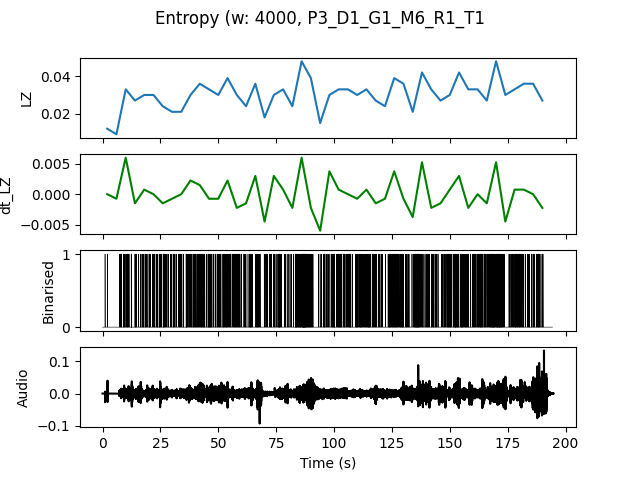 Entropy (w: 4000, P3_D1_G1_M6_R1_T1
0.04
0.02
LZ
0.005
0.000
−0.005
dt_LZ
1
0
Binarised
0.1
0.0
−0.1
Audio
0 25 50 75 100 125 150 175 200
Time (s)